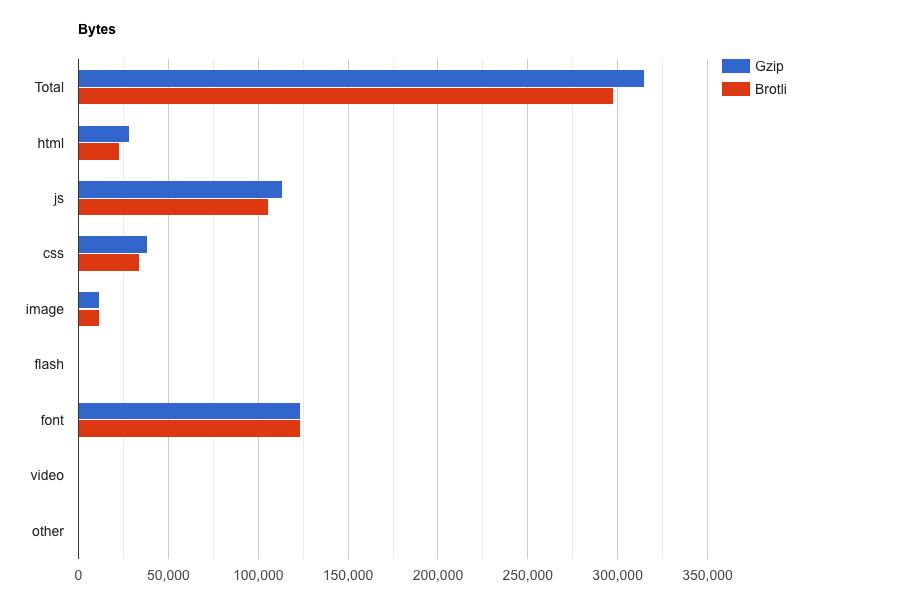 Bytes
Gzip
Brotli
Total
html
js
css
image
flash
font
video
other
0 50,000 100,000 150,000 200,000 250,000 300,000 350,000